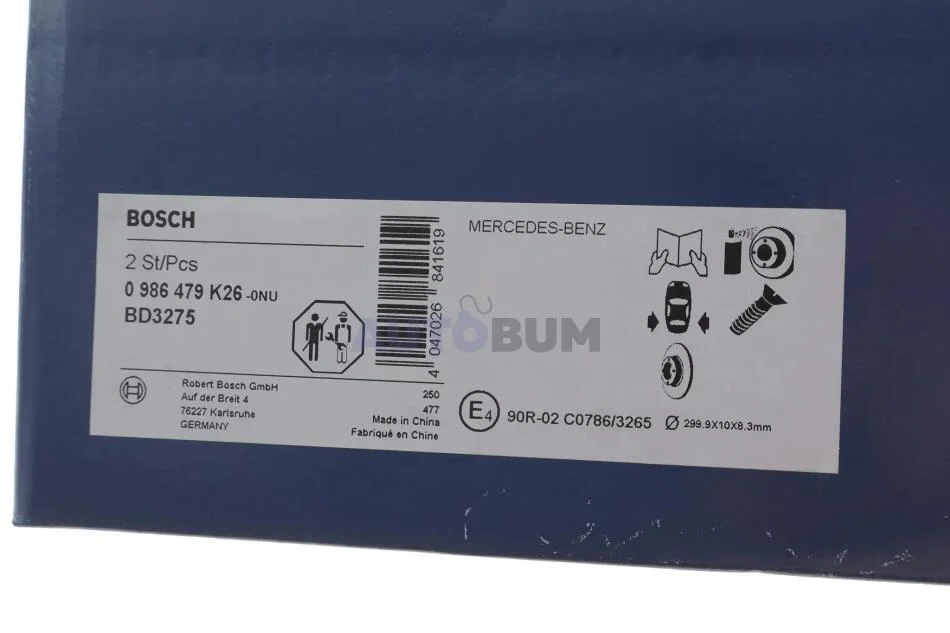 BOSCH
2 St/Pcs
0 986 479 K26 -0NU
BD3275
4 047026 841619
MERCEDES-BENZ
AUTOBUM
Robert Bosch GmbH
Auf der Breit 4
76227 Karlsruhe
GERMANY
250
477
Made in China
Fabriqué en Chine
E4
90R-02 C0786/3265
Ø 299.9X10X8.3mm